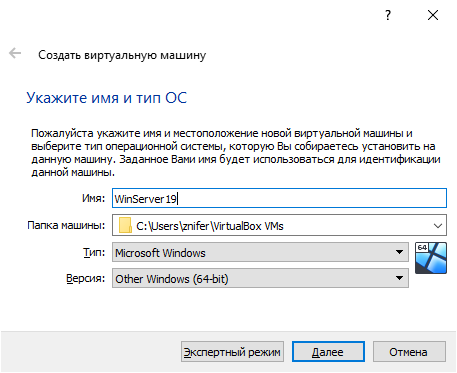 ?
Создать виртуальную машину
Укажите имя и тип ОС
Пожалуйста укажите имя и местоположение новой виртуальной машины и
выберите тип операционной системы, которую Вы собираетесь установить на
данную машину. Заданное Вами имя будет использоваться для идентификации
данной машины.
Имя: WinServer19
Папка машины: C:\Users\znifer\VirtualBox VMs
Тип: Microsoft Windows
64
Версия: Other Windows (64-bit)
Экспертный режим Далее Отмена